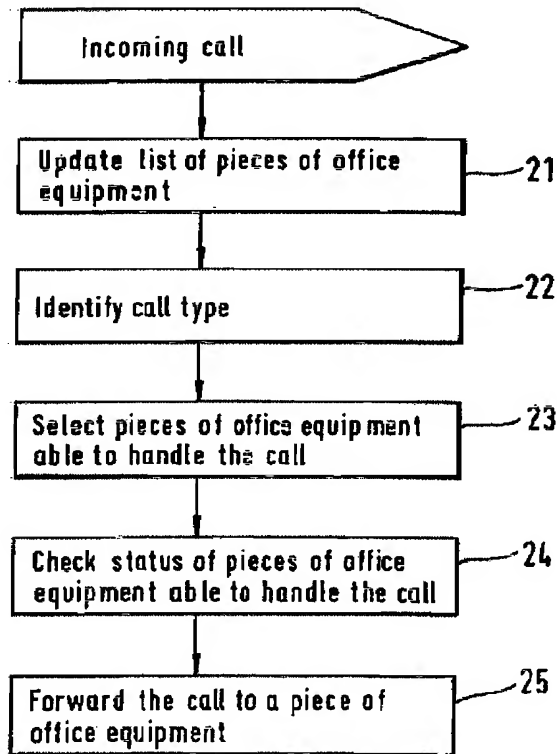 Incoming call
Update list of pieces of office
equipment
21
Identify call type
22
Select pieces of office equipment
able to handle the call
23
Check status of pieces of office
equipment able to handle the call
24
Forward the call to a piece of
office equipment
25